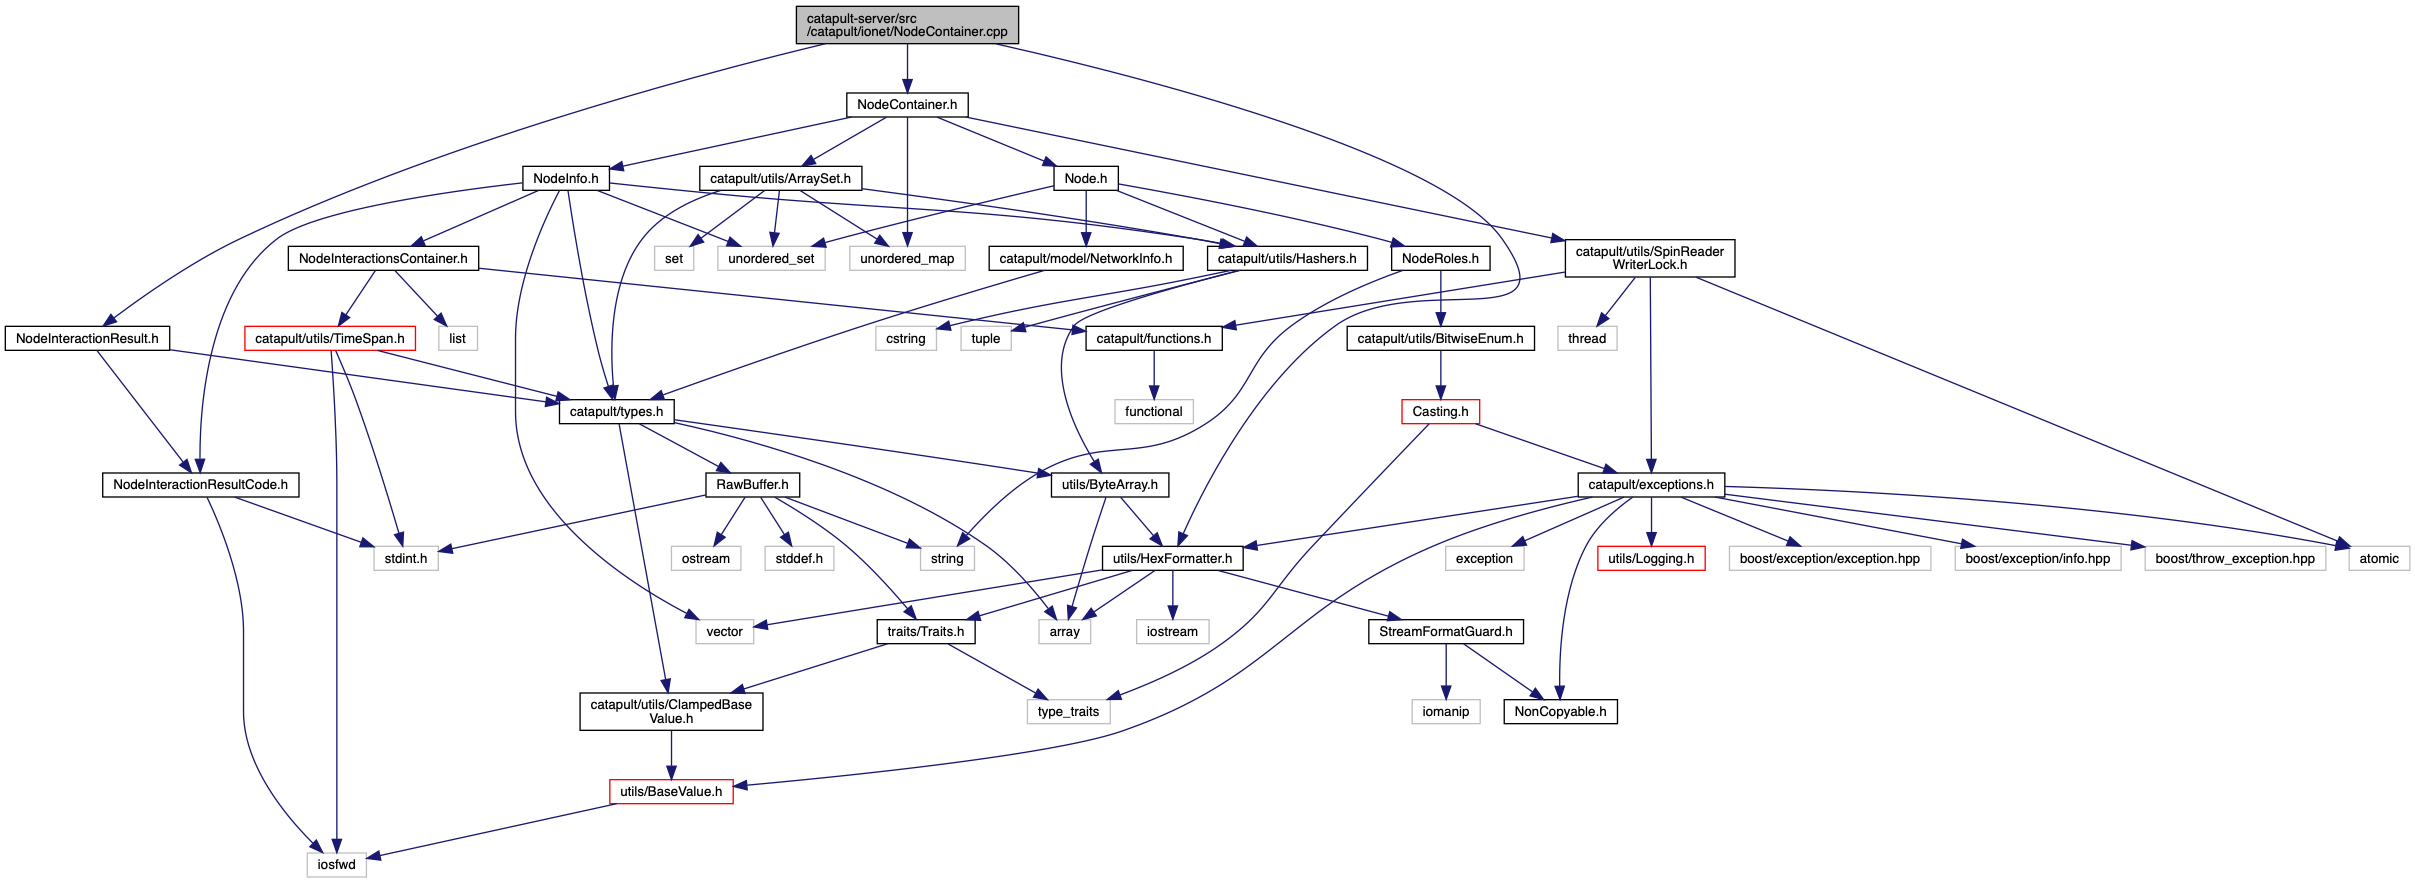 catapult-server/src
/catapult/ionet/NodeContainer.cpp
NodeContainer.h
NodeInfo.h
catapult/utils/ArraySet.h
Node.h
NodeInteractionsContainer.h
set
unordered_set
unordered_map
catapult/model/NetworkInfo.h
catapult/utils/Hashers.h
NodeRoles.h
catapult/utils/SpinReader
WriterLock.h
NodeInteractionResult.h
catapult/utils/TimeSpan.h
list
cstring
tuple
catapult/functions.h
catapult/utils/BitwiseEnum.h
thread
catapult/types.h
functional
Casting.h
NodeInteractionResultCode.h
RawBuffer.h
utils/ByteArray.h
catapult/exceptions.h
stdint.h
ostream
stddef.h
string
utils/HexFormatter.h
exception
utils/Logging.h
boost/exception/exception.hpp
boost/exception/info.hpp
boost/throw_exception.hpp
atomic
vector
traits/Traits.h
array
iostream
StreamFormatGuard.h
catapult/utils/ClampedBase
Value.h
type_traits
iomanip
NonCopyable.h
utils/BaseValue.h
iosfwd